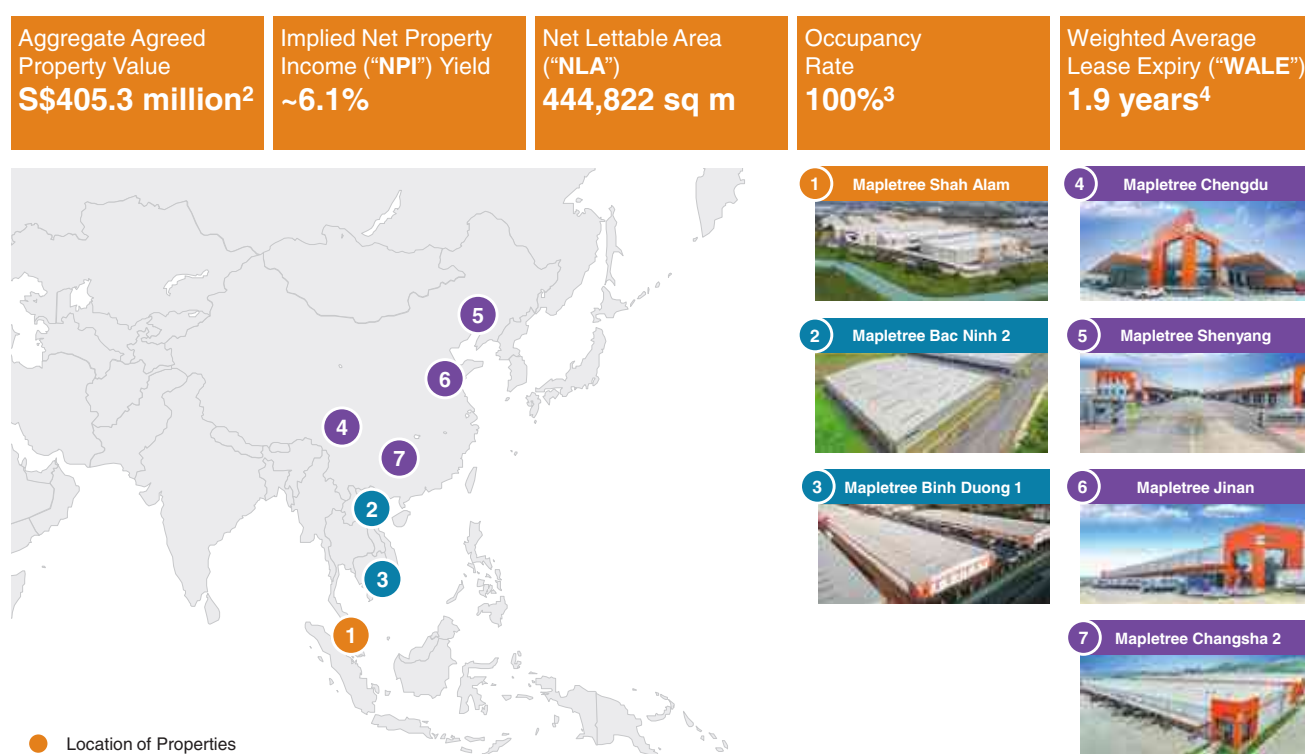 Aggregate Agreed
Property Value
S$405.3 million2
Implied Net Property
Income (“NPI”) Yield
~6.1%
Net Lettable Area
(“NLA”)
444,822 sq m
Occupancy
Rate
100%3
Weighted Average
Lease Expiry (“WALE”)
1.9 years4
1 Mapletree Shah Alam
4 Mapletree Chengdu
2 Mapletree Bac Ninh 2
5 Mapletree Shenyang
3 Mapletree Binh Duong 1
6 Mapletree Jinan
7 Mapletree Changsha 2
5
6
4
7
2
3
1
Location of Properties